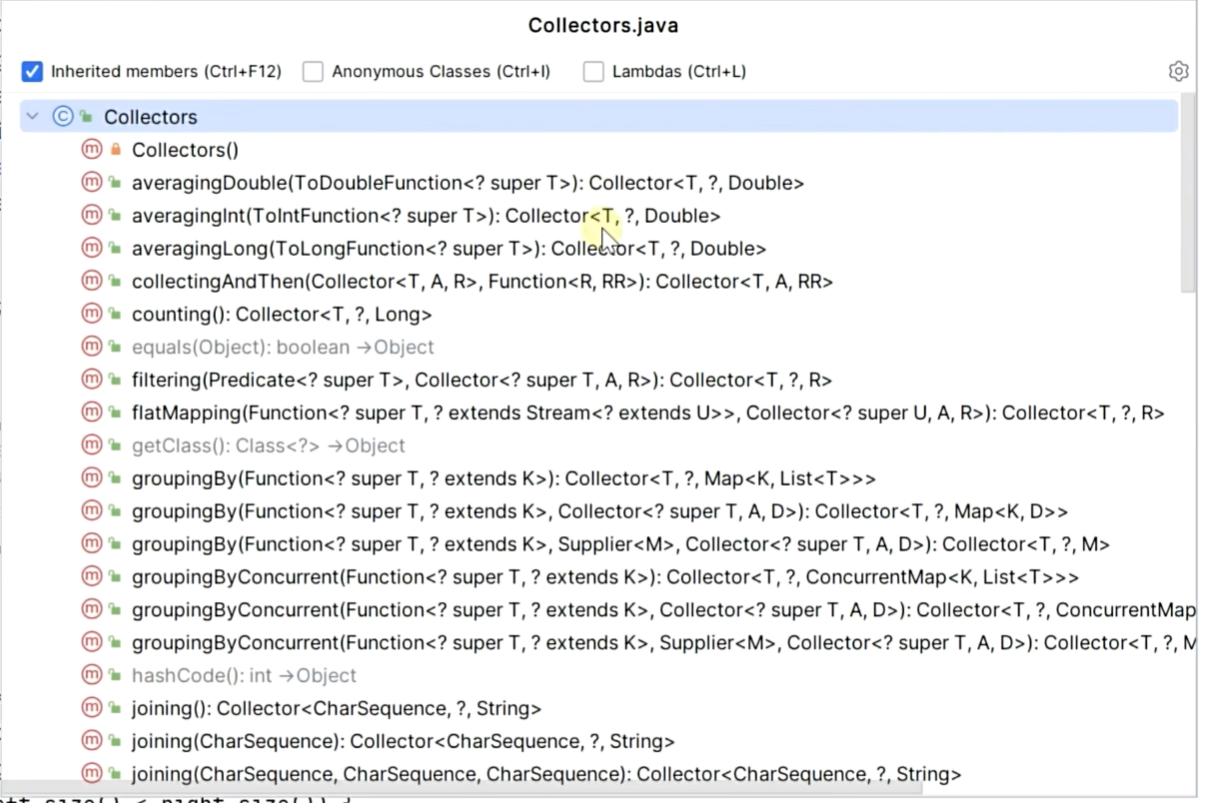 Collectors.java
Inherited members (Ctrl+F12) Anonymous Classes (Ctrl+I) Lambdas (Ctrl+L)
Collectors
Collectors()
averagingDouble(ToDoubleFunction<? super T>): Collector<T, ?, Double>
averagingInt(ToIntFunction<? super T>): Collector<T, ?, Double>
averagingLong(ToLongFunction<? super T>): Collector<T, ?, Double>
collectingAndThen(Collector<T, A, R>, Function<R, RR>): Collector<T, A, RR>
counting(): Collector<T, ?, Long>
equals(Object): boolean →Object
filtering(Predicate<? super T>, Collector<? super T, A, R>): Collector<T, ?, R>
flatMapping(Function<? super T, ? extends Stream<? extends U>>, Collector<? super U, A, R>): Collector<T, ?, R>
getClass(): Class<?> →Object
groupingBy(Function<? super T, ? extends K>): Collector<T, ?, Map<K, List<T>>>
groupingBy(Function<? super T, ? extends K>, Collector<? super T, A, D>): Collector<T, ?, Map<K, D>>
groupingBy(Function<? super T, ? extends K>, Supplier<M>, Collector<? super T, A, D>): Collector<T, ?, M>
groupingByConcurrent(Function<? super T, ? extends K>): Collector<T, ?, ConcurrentMap<K, List<T>>>
groupingByConcurrent(Function<? super T, ? extends K>, Collector<? super T, A, D>): Collector<T, ?, ConcurrentMap
groupingByConcurrent(Function<? super T, ? extends K>, Supplier<M>, Collector<? super T, A, D>): Collector<T, ?, M
hashCode(): int →Object
joining(): Collector<CharSequence, ?, String>
joining(CharSequence): Collector<CharSequence, ?, String>
joining(CharSequence, CharSequence, CharSequence): Collector<CharSequence, ?, String>